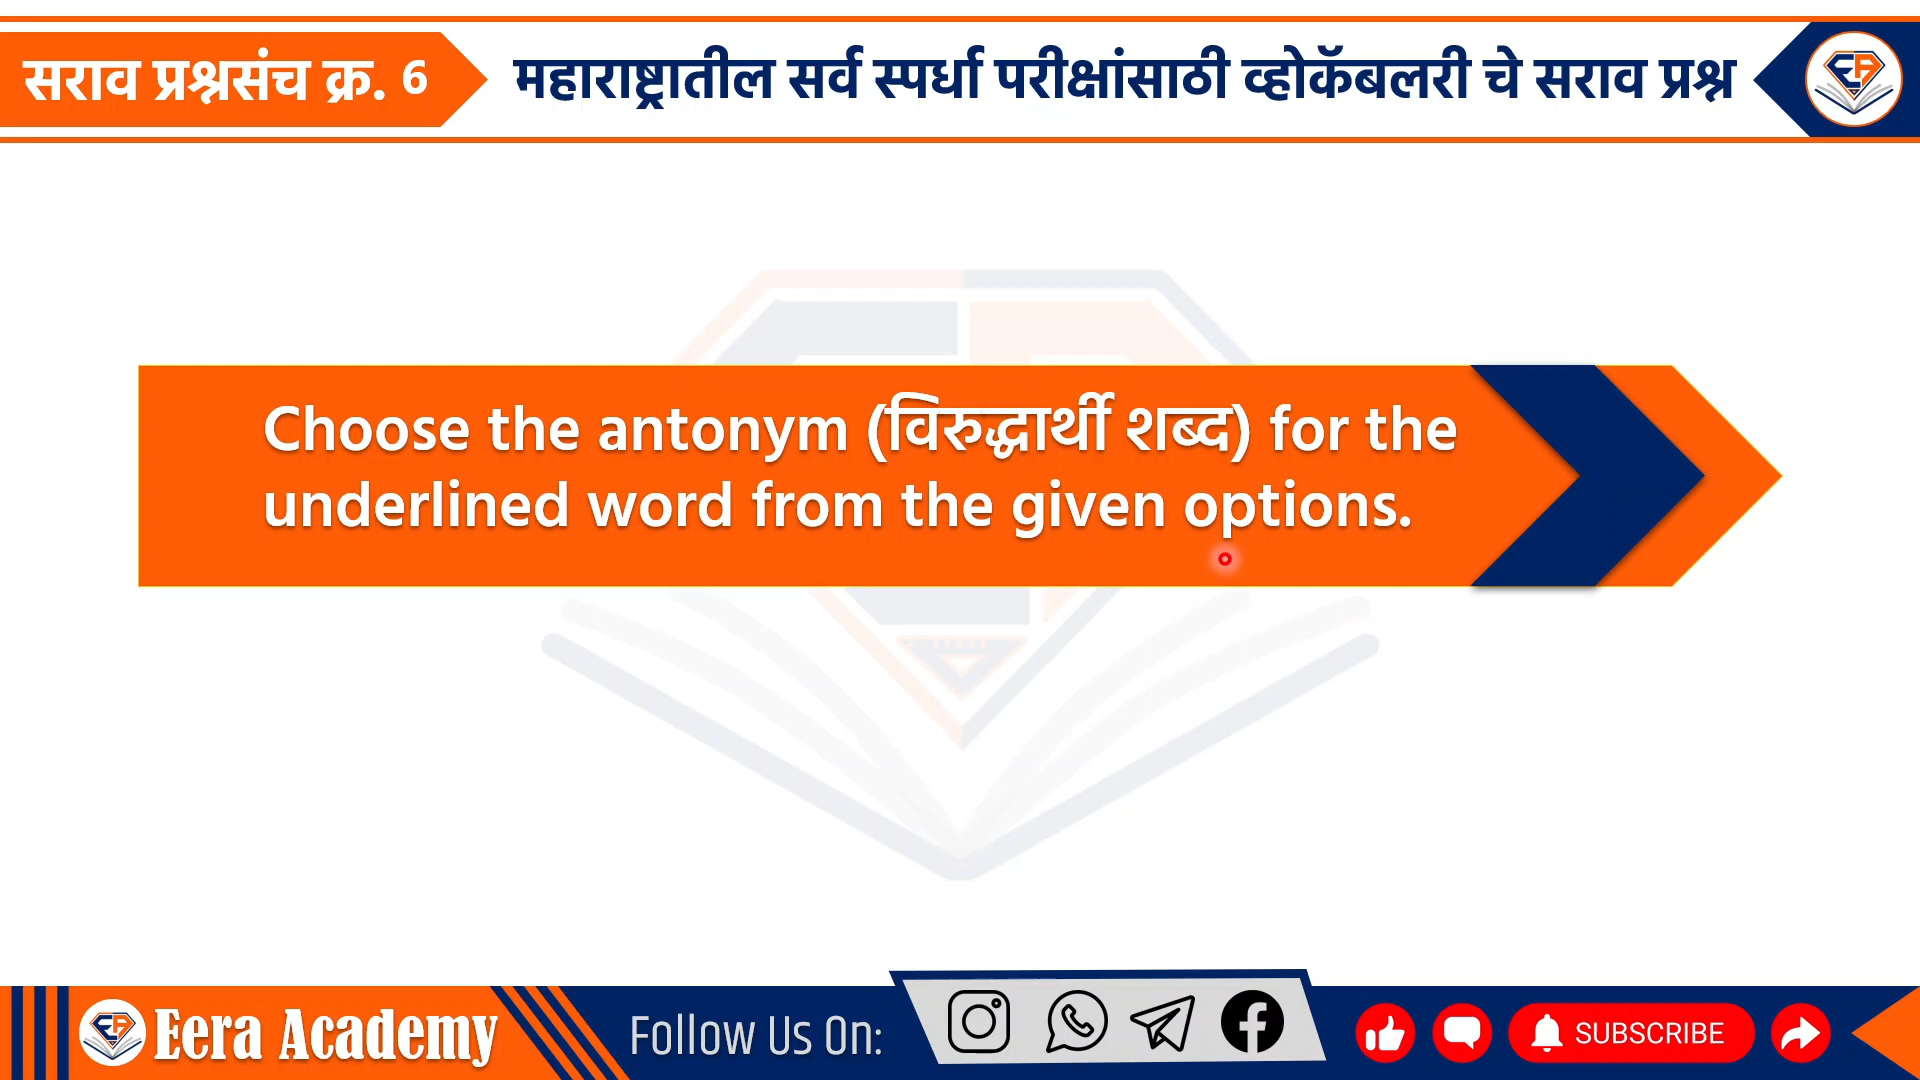 सराव प्रश्नसंच क्र. 6
महाराष्ट्रातील सर्व स्पर्धा परीक्षांसाठी व्होकॅबलरी चे सराव प्रश्न
Choose the antonym (विरुद्धार्थी शब्द) for the
underlined word from the given options.
Eera Academy
Follow Us On:
SUBSCRIBE